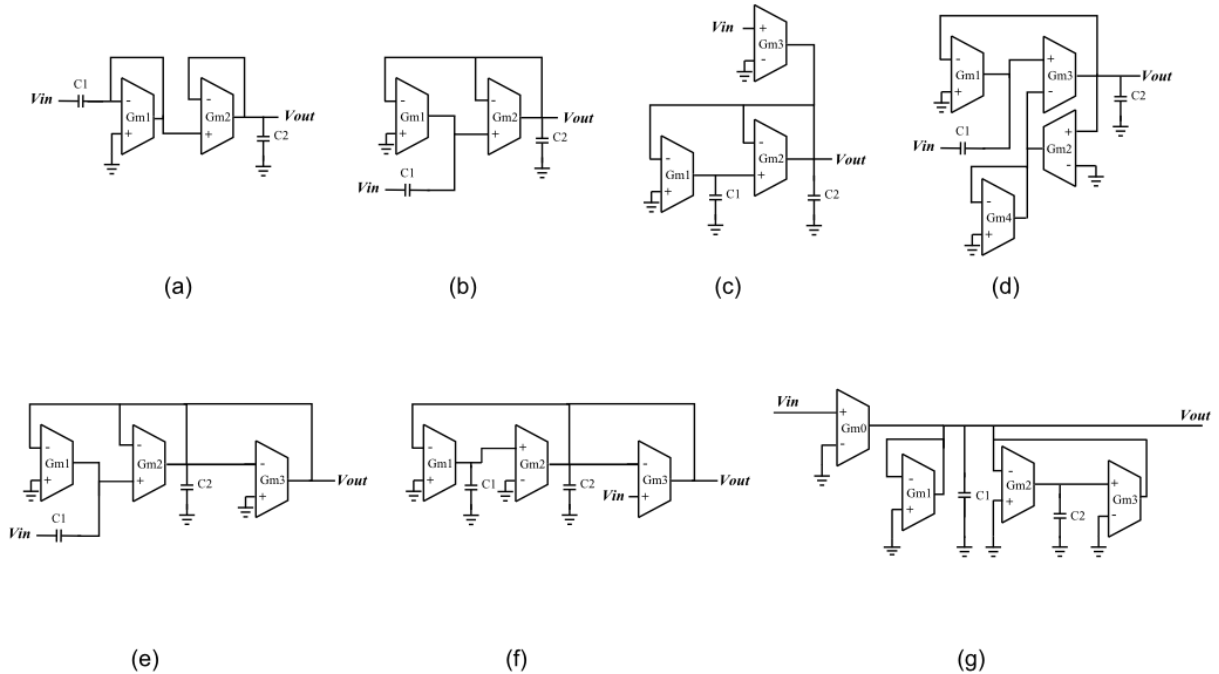 C1
Vin
-
+
Gm1
-
+
Gm2
Vout
C2
(a)
-
+
Gm1
-
+
Gm2
Vout
C2
C1
Vin
(b)
Vin
+
-
Gm3
-
+
Gm1
-
+
Gm2
Vout
C1
C2
(c)
-
+
Gm1
+
-
Gm3
Vout
C2
C1
Vin
+
-
Gm2
-
+
Gm4
(d)
-
+
Gm1
-
+
Gm2
C2
-
+
Gm3
Vout
C1
Vin
(e)
-
+
Gm1
C1
+
-
Gm2
C2
-
+
Vin
Gm3
Vout
(f)
Vin
+
-
Gm0
Vout
-
+
Gm1
C1
-
+
Gm2
C2
+
-
Gm3
(g)